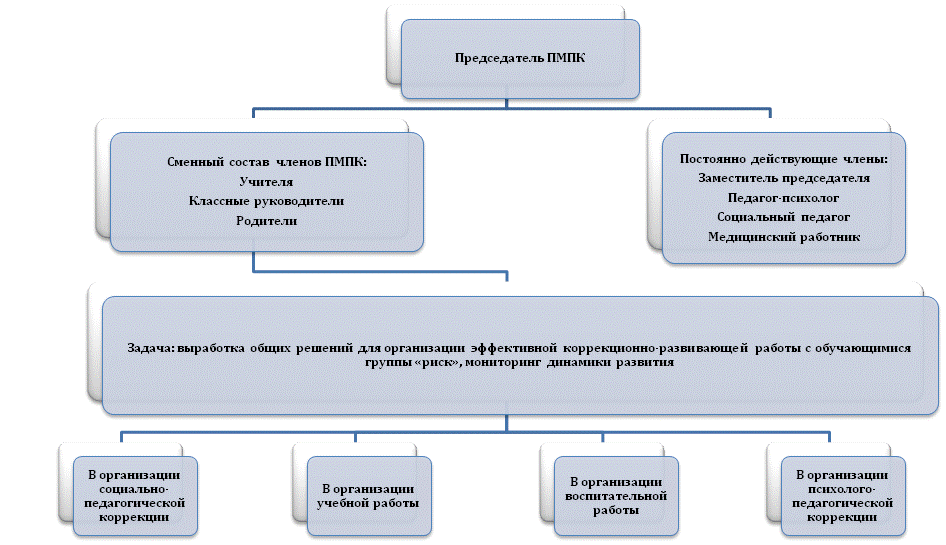 Председатель ПМПК
Сменный состав членов ПМПК:
Учителя
Классные руководители
Родители
Постоянно действующие члены:
Заместитель председателя
Педагог-психолог
Социальный педагог
Медицинский работник
Задача: выработка общих решений для организации эффективной коррекционно-развивающей работы с обучающимися
группы «риск», мониторинг динамики развития
В организации
социально-
педагогической
коррекции
В организации
учебной работы
В организации
воспитательной
работы
В организации
психолого-
педагогической
коррекции